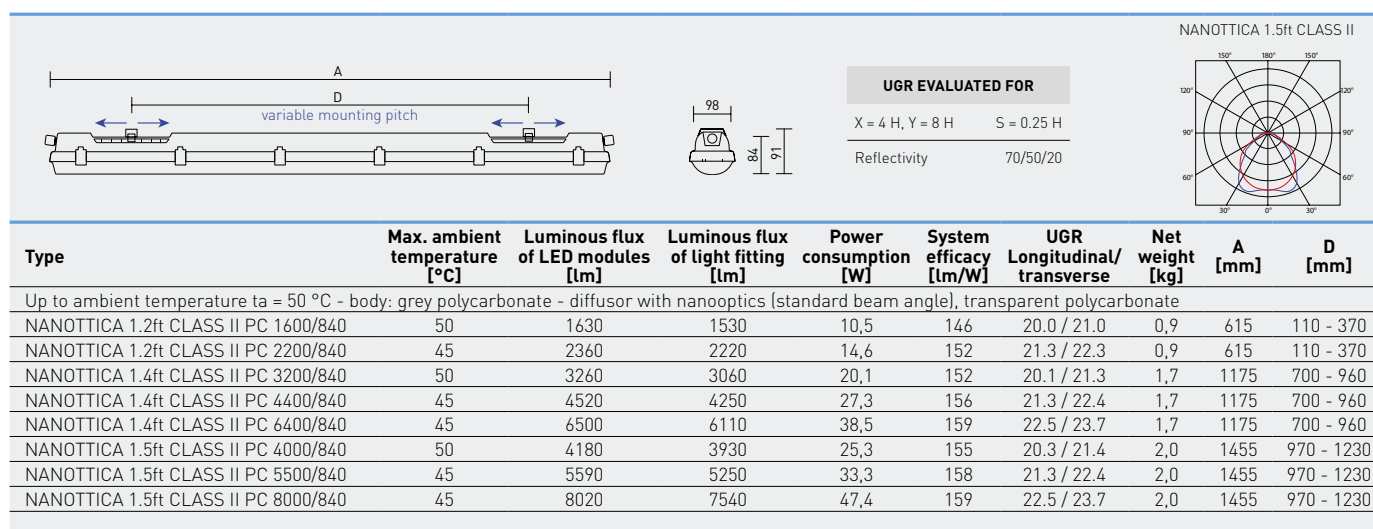 NANOTTICA 1.5ft CLASS II
A
D
variable mounting pitch
98
84
91
UGR EVALUATED FOR
X = 4 H, Y = 8 H S = 0.25 H
Reflectivity 70/50/20
150° 180° 150°
120° 120°
90° 90°
60° 60°
30° 0° 30°
Type Max. ambient temperature [°C] Luminous flux of LED modules [lm] Luminous flux of light fitting [lm] Power consumption [W] System efficacy [lm/W] UGR Longitudinal/ transverse Net weight [kg] A [mm] D [mm]
Up to ambient temperature ta = 50 °C - body: grey polycarbonate - diffusor with nanooptics (standard beam angle), transparent polycarbonate
NANOTTICA 1.2ft CLASS II PC 1600/840 50 1630 1530 10,5 146 20.0 / 21.0 0,9 615 110 - 370
NANOTTICA 1.2ft CLASS II PC 2200/840 45 2360 2220 14,6 152 21.3 / 22.3 0,9 615 110 - 370
NANOTTICA 1.4ft CLASS II PC 3200/840 50 3260 3060 20,1 152 20.1 / 21.3 1,7 1175 700 - 960
NANOTTICA 1.4ft CLASS II PC 4400/840 45 4520 4250 27,3 156 21.3 / 22.4 1,7 1175 700 - 960
NANOTTICA 1.4ft CLASS II PC 6400/840 45 6500 6110 38,5 159 22.5 / 23.7 1,7 1175 700 - 960
NANOTTICA 1.5ft CLASS II PC 4000/840 50 4180 3930 25,3 155 20.3 / 21.4 2,0 1455 970 - 1230
NANOTTICA 1.5ft CLASS II PC 5500/840 45 5590 5250 33,3 158 21.3 / 22.4 2,0 1455 970 - 1230
NANOTTICA 1.5ft CLASS II PC 8000/840 45 8020 7540 47,4 159 22.5 / 23.7 2,0 1455 970 - 1230